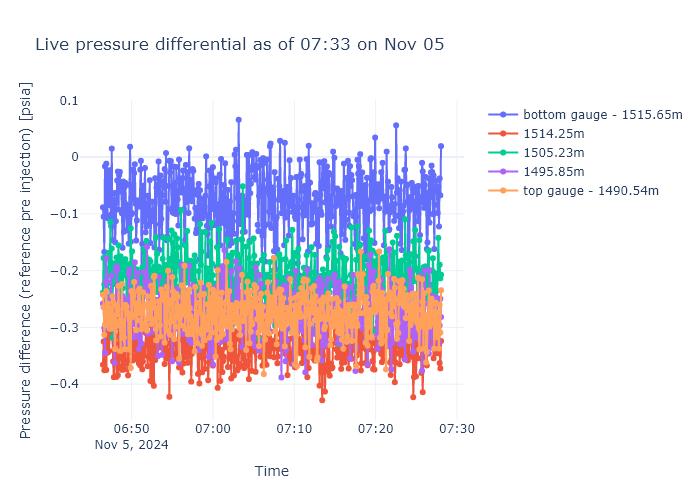 Live pressure differential as of 07:33 on Nov 05
Pressure difference (reference pre injection) [psia]
0.1
0
−0.1
−0.2
−0.3
−0.4
06:50
07:00
07:10
07:20
07:30
Nov 5, 2024
Time
bottom gauge - 1515.65m
1514.25m
1505.23m
1495.85m
top gauge - 1490.54m